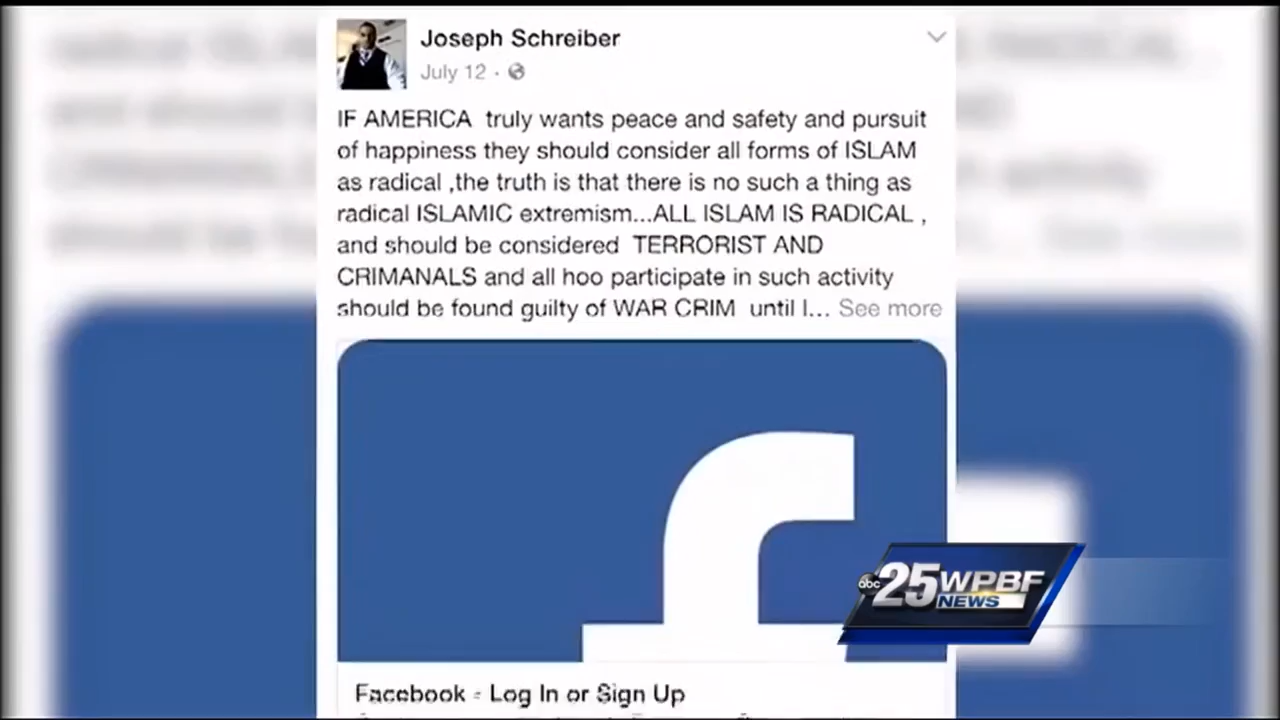 Joseph Schreiber
July 12 ·
IF AMERICA truly wants peace and safety and pursuit
of happiness they should consider all forms of ISLAM
as radical ,the truth is that there is no such a thing as
radical ISLAMIC extremism...ALL ISLAM IS RADICAL ,
and should be considered TERRORIST AND
CRIMANALS and all hoo participate in such activity
should be found guilty of WAR CRIM until I... See more
f
abc 25 WPBF
NEWS
Facebook - Log In or Sign Up